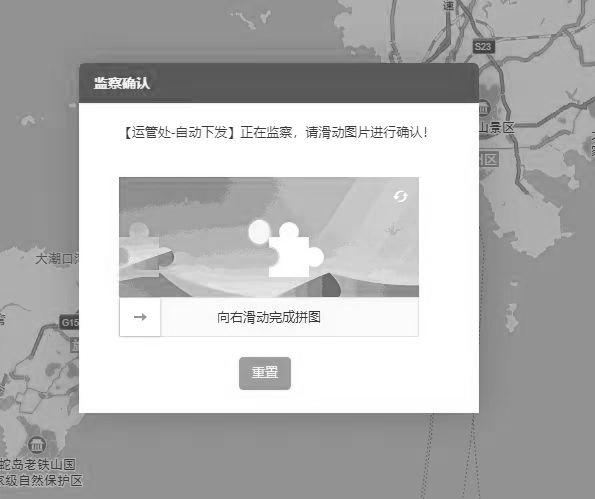 速
S23
监察确认
【运管处-自动下发】正在监察，请滑动图片进行确认！
山景区
州区
大潮口
G15
向右滑动完成拼图
重置
蛇岛老铁山国
家级自然保护区